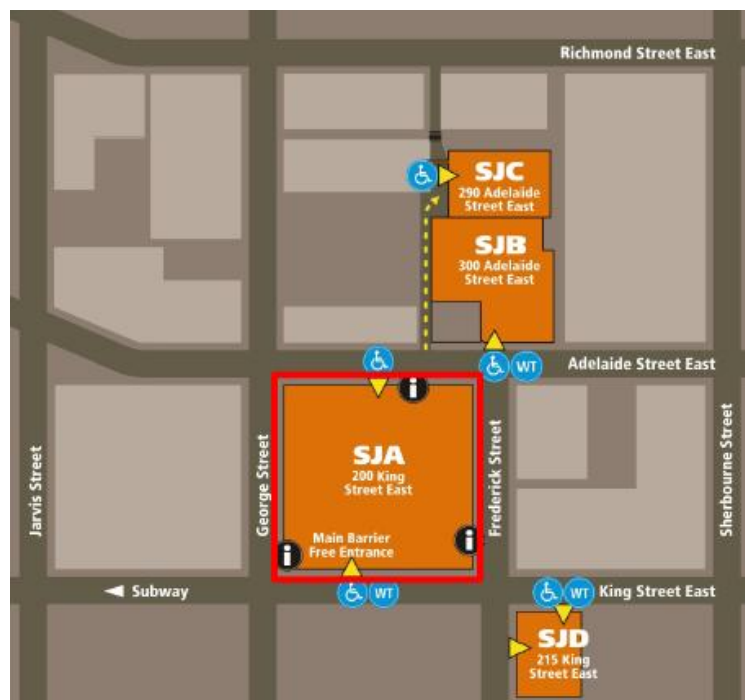 Richmond Street East
SJC
290 Adelaide
Street East
SJB
300 Adelaide
Street East
WT
Adelaide Street East
i
SJA
200 King
Street East
Jarvis Street
George Street
Frederick Street
Sherbourne Street
Main Barrier
Free Entrance
i
i
Subway
WT
WT
King Street East
SJD
215 King
Street East